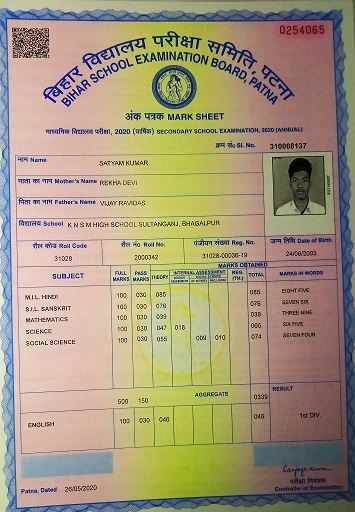 0254065
बिहार विद्यालय परीक्षा समिति, पटना
BIHAR SCHOOL EXAMINATION BOARD, PATNA
अंक पत्रक MARK SHEET
माध्यमिक विद्यालय परीक्षा, 2020 (वार्षिक) SECONDARY SCHOOL EXAMINATION, 2020 (ANNUAL)
क्रम सं० Sl. No. 310008137
नाम Name SATYAM KUMAR
माता का नाम Mother's Name REKHA DEVI
पिता का नाम Father's Name VIJAY RAVIDAS
विद्यालय School K N S M HIGH SCHOOL SULTANGANJ, BHAGALPUR
रौल कोड Roll Code रौल नं० Roll No. पंजीयन संख्या Reg. No. जन्म तिथि Date of Birth
31028 2000342 31028-00036-19 24/06/2003
MARKS OBTAINED
SUBJECT FULL MARKS PASS MARKS THEORY INTERNAL ASSESSMENT REG. (TH.) TOTAL MARKS IN WORDS
M.I.L. HINDI 100 030 085 085 EIGHT FIVE
S.I.L. SANSKRIT 100 030 076 076 SEVEN SIX
MATHEMATICS 100 030 039 039 THREE NINE
SCIENCE 100 030 047 018 065 SIX FIVE
SOCIAL SCIENCE 100 030 055 009 010 074 SEVEN FOUR
500 150 AGGREGATE 0339 RESULT
ENGLISH 100 030 046 046 1st DIV.
Sanjay Kumar
परीक्षा नियंत्रक
Patna, Dated 26/05/2020 Controller of Examination